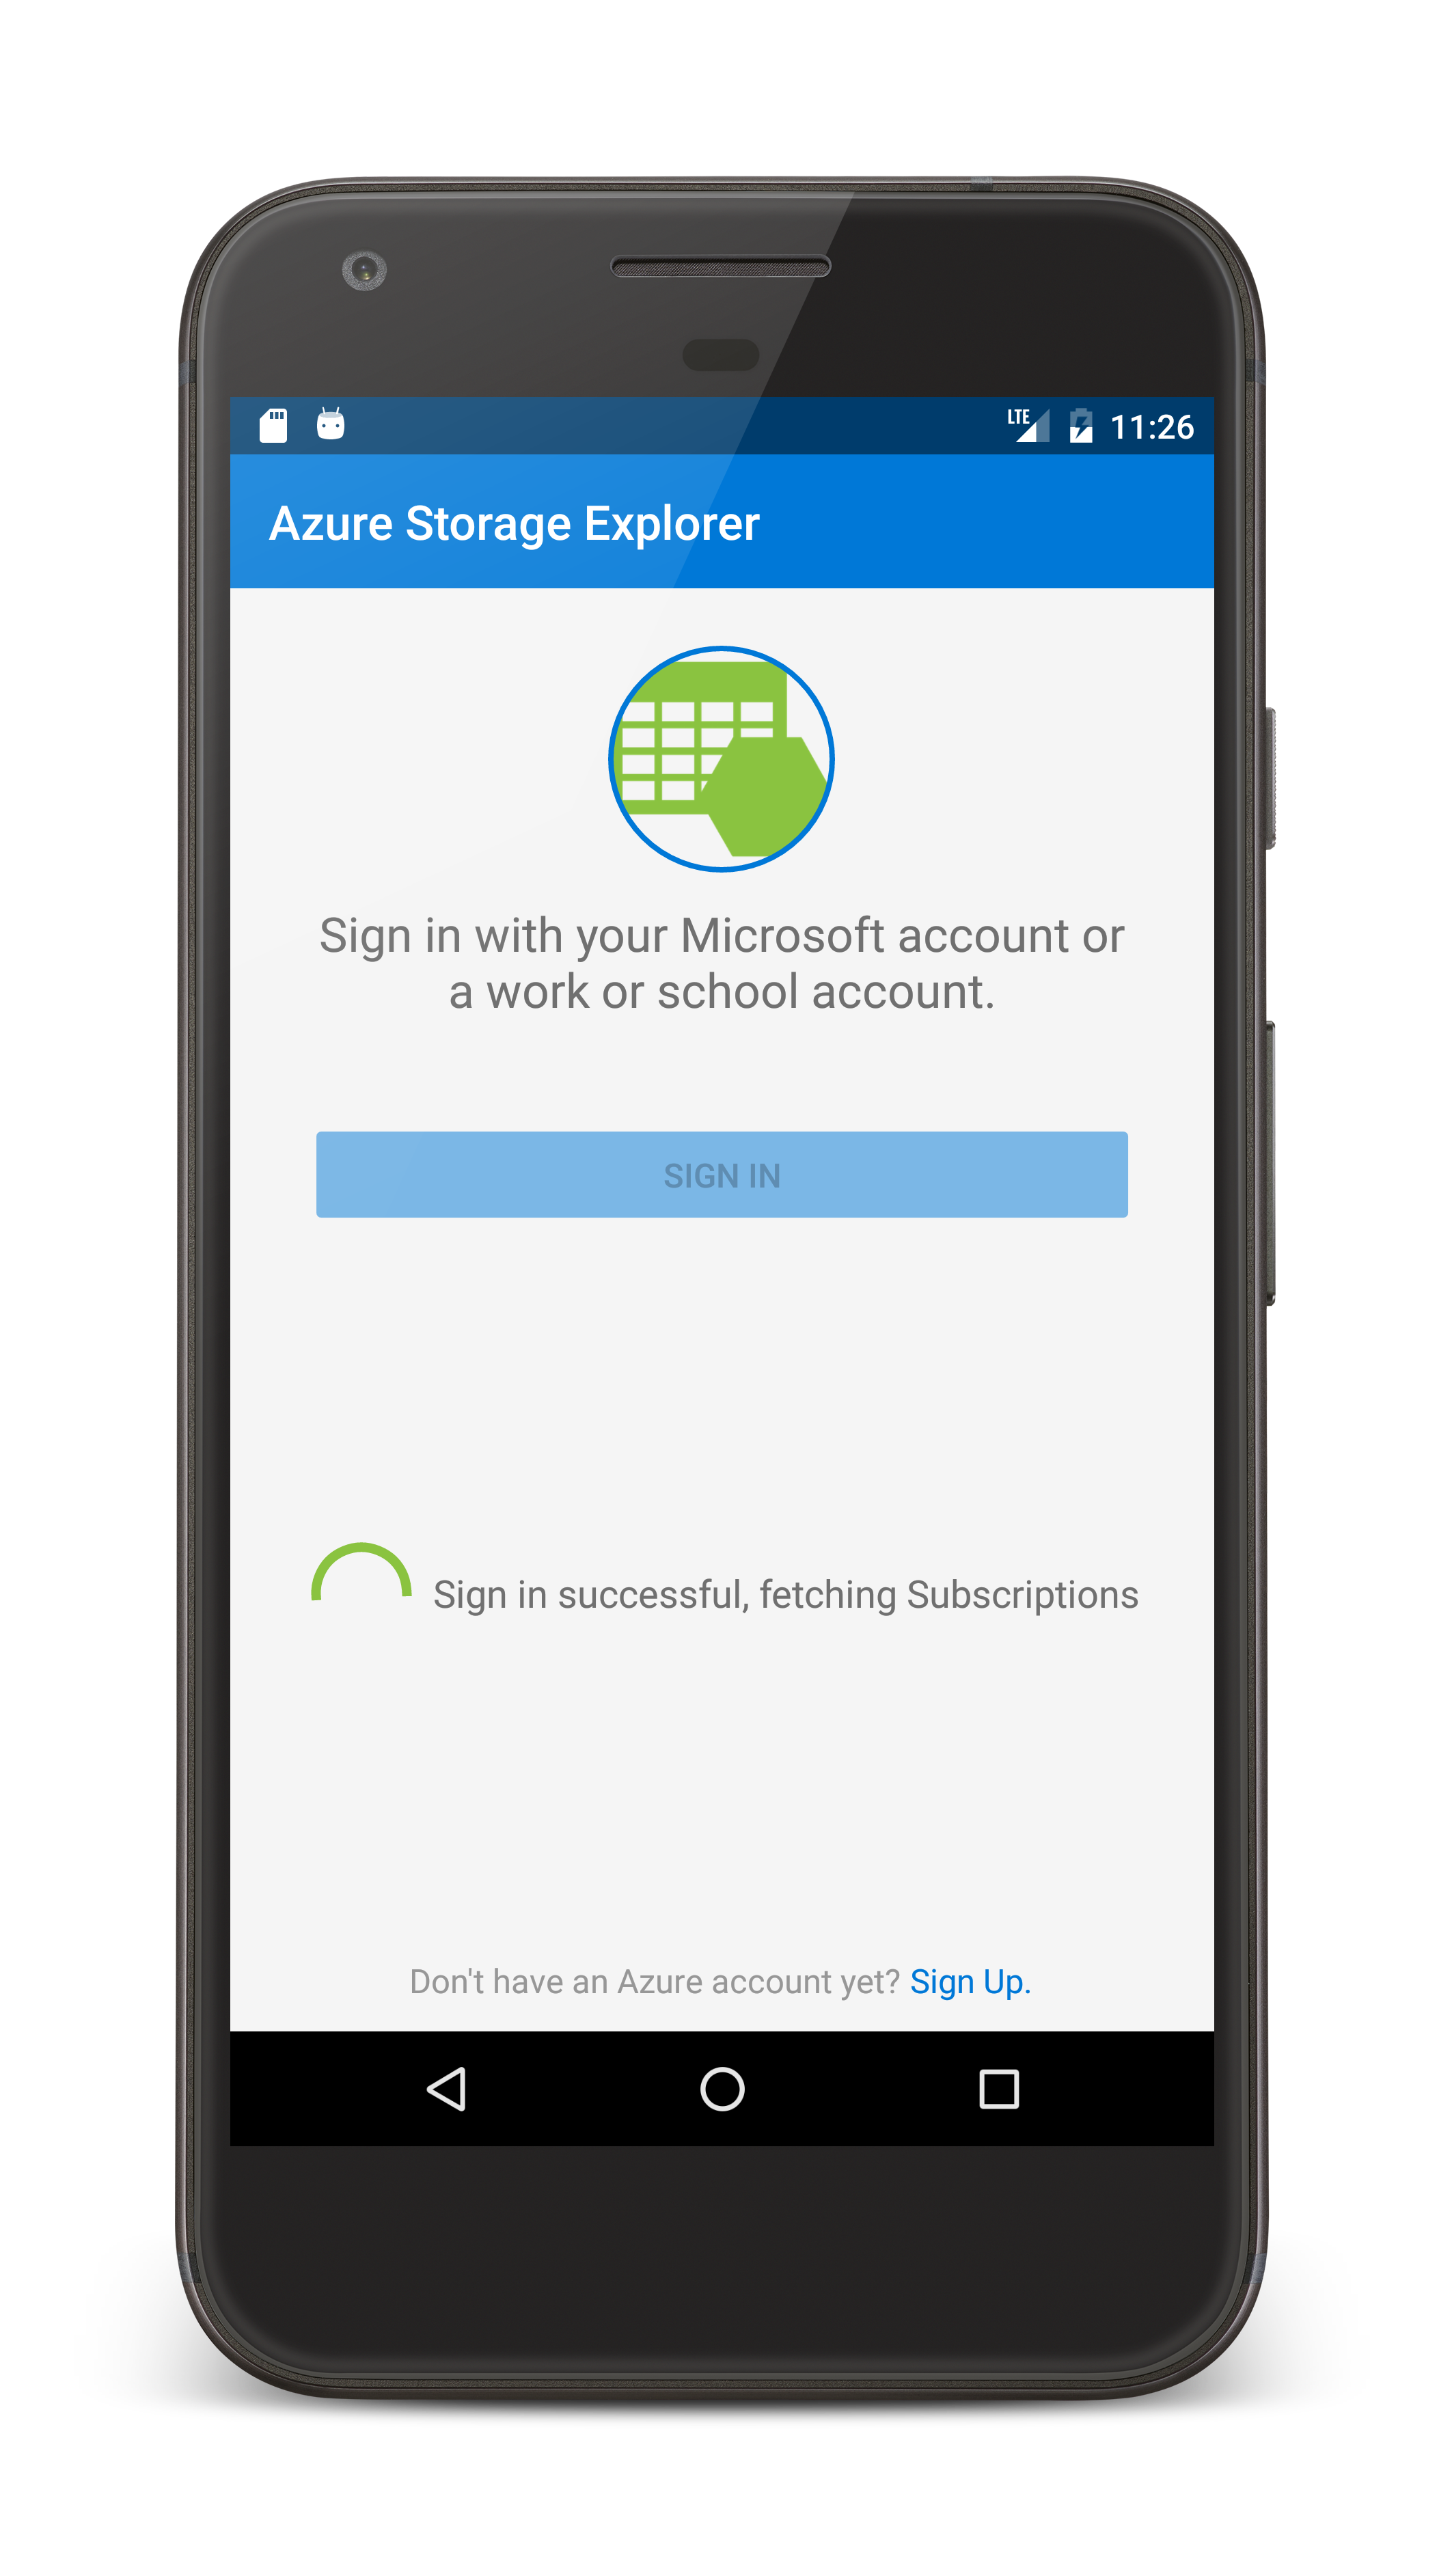 LTE 11:26
Azure Storage Explorer
Sign in with your Microsoft account or
a work or school account.
SIGN IN
Sign in successful, fetching Subscriptions
Don't have an Azure account yet? Sign Up.